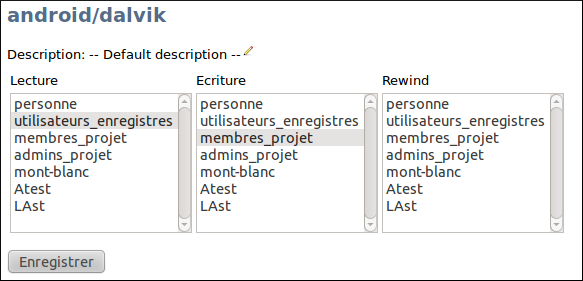 android/dalvik
Description: -- Default description --
Lecture
personne
utilisateurs_enregistres
membres_projet
admins_projet
mont-blanc
Atest
LAst
Ecriture
personne
utilisateurs_enregistres
membres_projet
admins_projet
mont-blanc
Atest
LAst
Rewind
personne
utilisateurs_enregistres
membres_projet
admins_projet
mont-blanc
Atest
LAst
Enregistrer